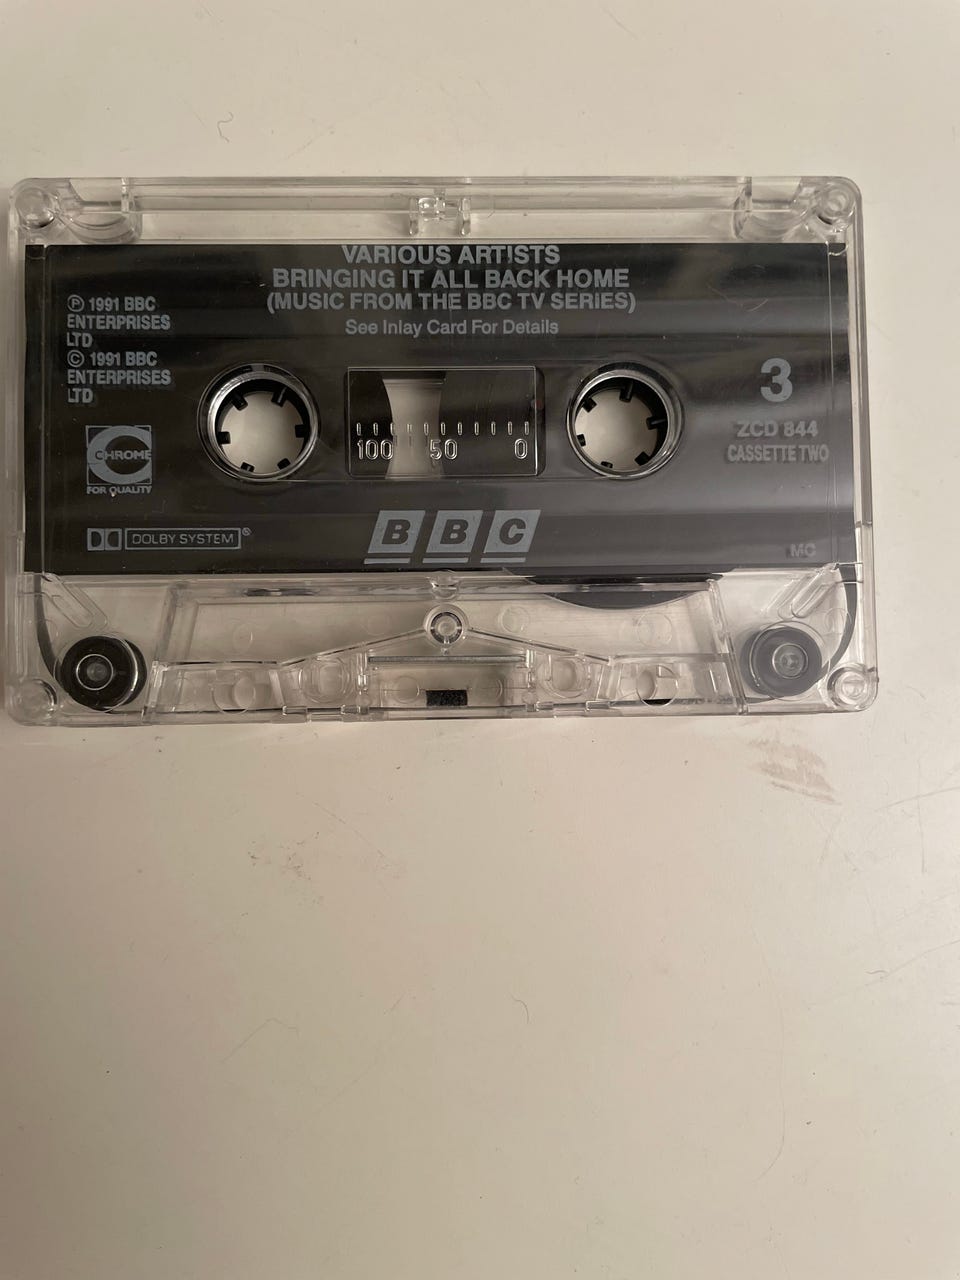 VARIOUS ARTISTS
BRINGING IT ALL BACK HOME
(MUSIC FROM THE BBC TV SERIES)
See Inlay Card For Details
Ⓟ 1991 BBC
ENTERPRISES
LTD
© 1991 BBC
ENTERPRISES
LTD
3
ZCD 844
CASSETTE TWO
CHROME
FOR QUALITY
100 50 0
DOLBY SYSTEM®
BBC
MC